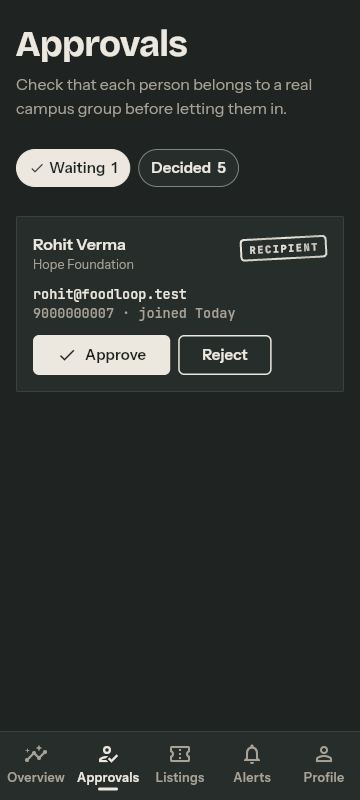 Approvals
Check that each person belongs to a real
campus group before letting them in.
Waiting 1
Decided 5
Rohit Verma
RECIPIENT
Hope Foundation
rohit@foodloop.test
9000000007 · joined Today
Approve
Reject
Overview
Approvals
Listings
Alerts
Profile